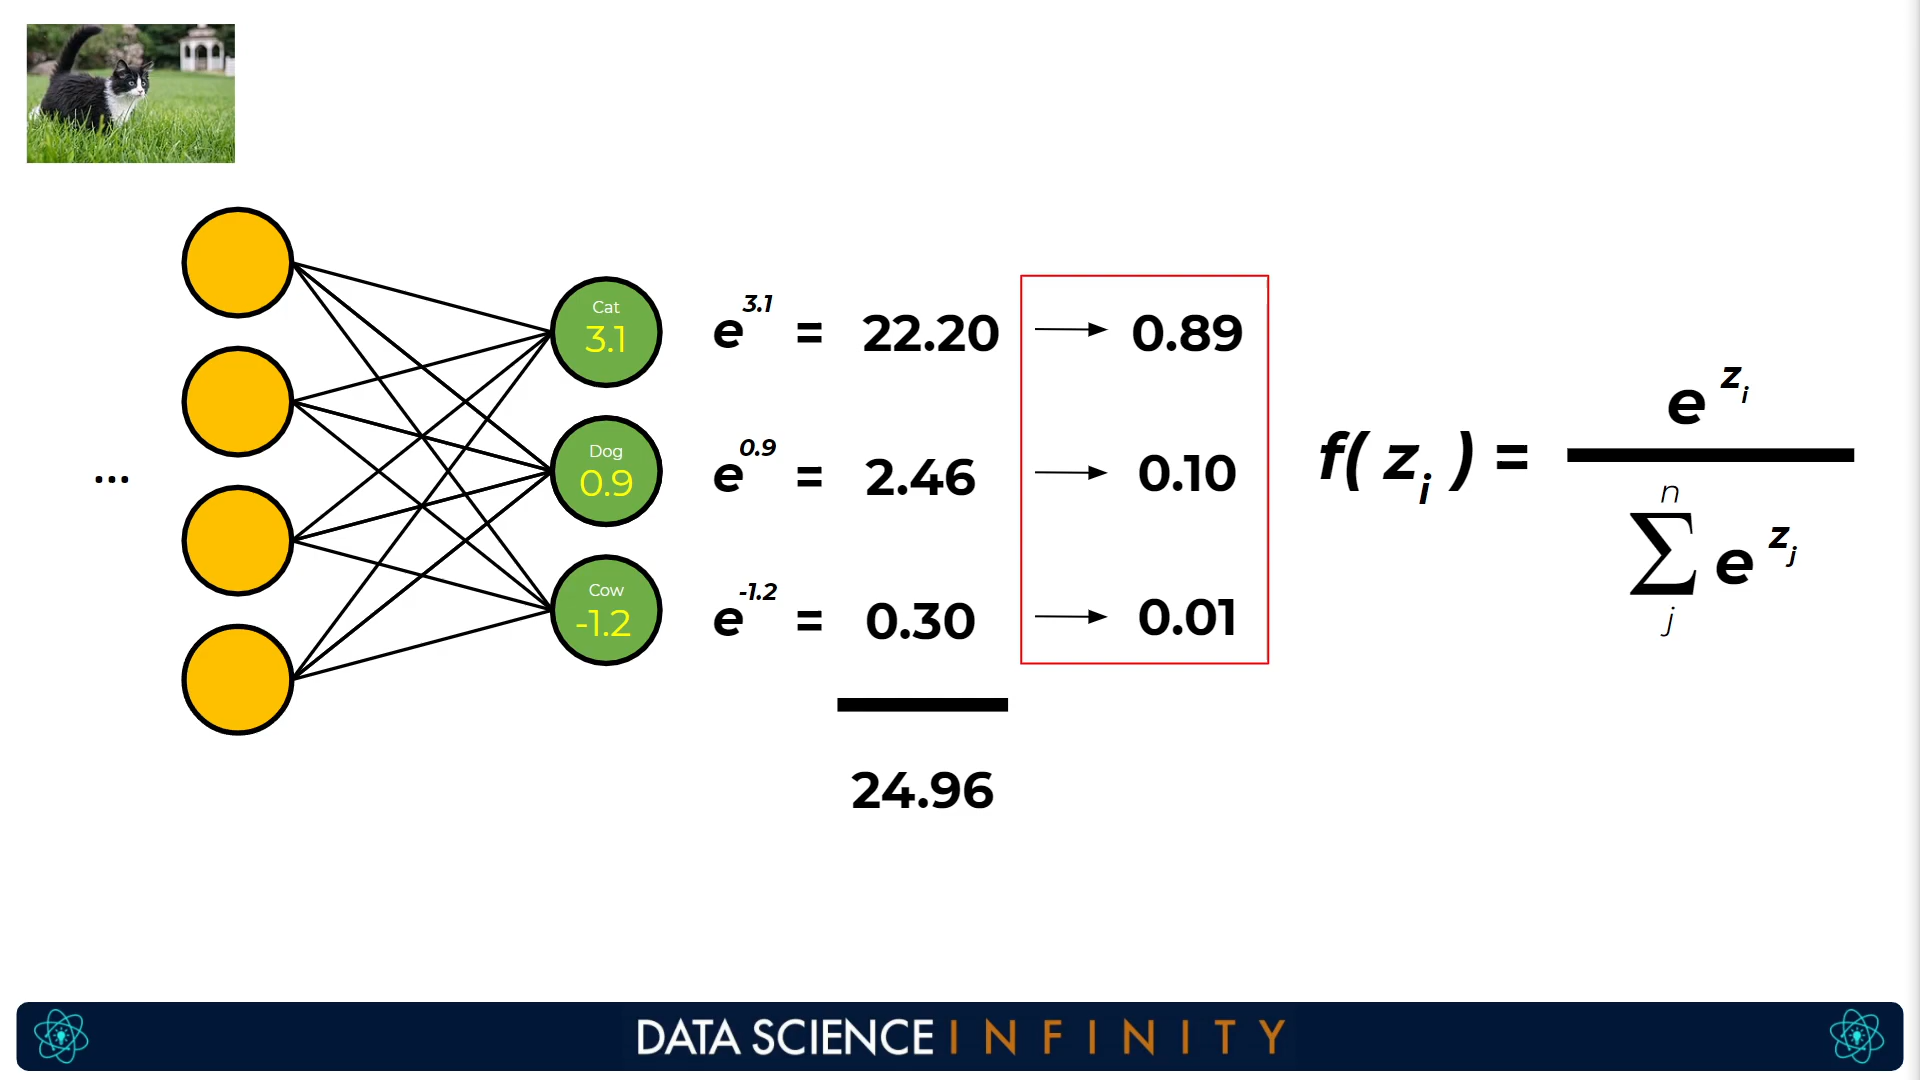 Cat
3.1
e^3.1 = 22.20 → 0.89
...
Dog
0.9
e^0.9 = 2.46 → 0.10
Cow
-1.2
e^-1.2 = 0.30 → 0.01
24.96
f( z_i ) =
e^z_i
n
∑ e^z_j
j
DATA SCIENCE INFINITY